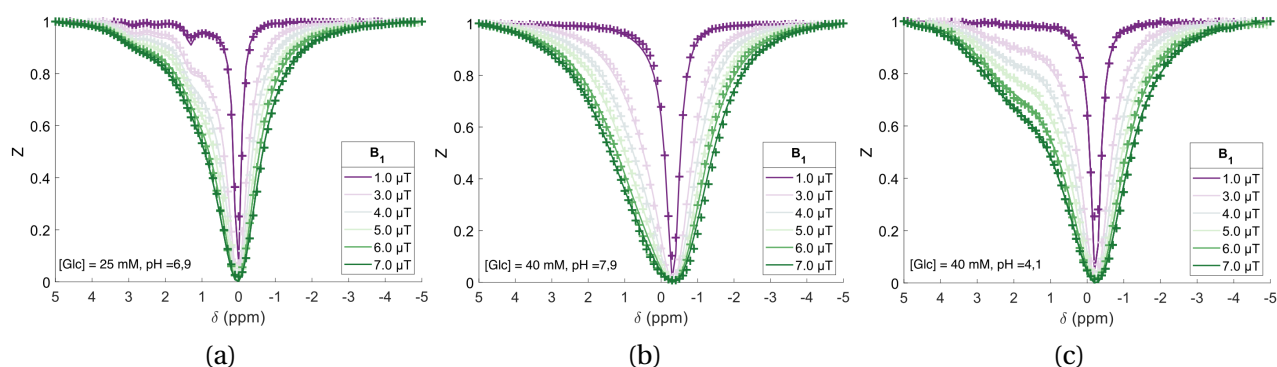 1
0.8
0.6
0.4
0.2
0
Z
5 4 3 2 1 0 -1 -2 -3 -4 -5
δ (ppm)
[Glc] = 25 mM, pH =6,9
B1
1.0 μT
3.0 μT
4.0 μT
5.0 μT
6.0 μT
7.0 μT
(a)
1
0.8
0.6
0.4
0.2
0
Z
5 4 3 2 1 0 -1 -2 -3 -4 -5
δ (ppm)
[Glc] = 40 mM, pH =7,9
B1
1.0 μT
3.0 μT
4.0 μT
5.0 μT
6.0 μT
7.0 μT
(b)
1
0.8
0.6
0.4
0.2
0
Z
5 4 3 2 1 0 -1 -2 -3 -4 -5
δ (ppm)
[Glc] = 40 mM, pH =4,1
B1
1.0 μT
3.0 μT
4.0 μT
5.0 μT
6.0 μT
7.0 μT
(c)